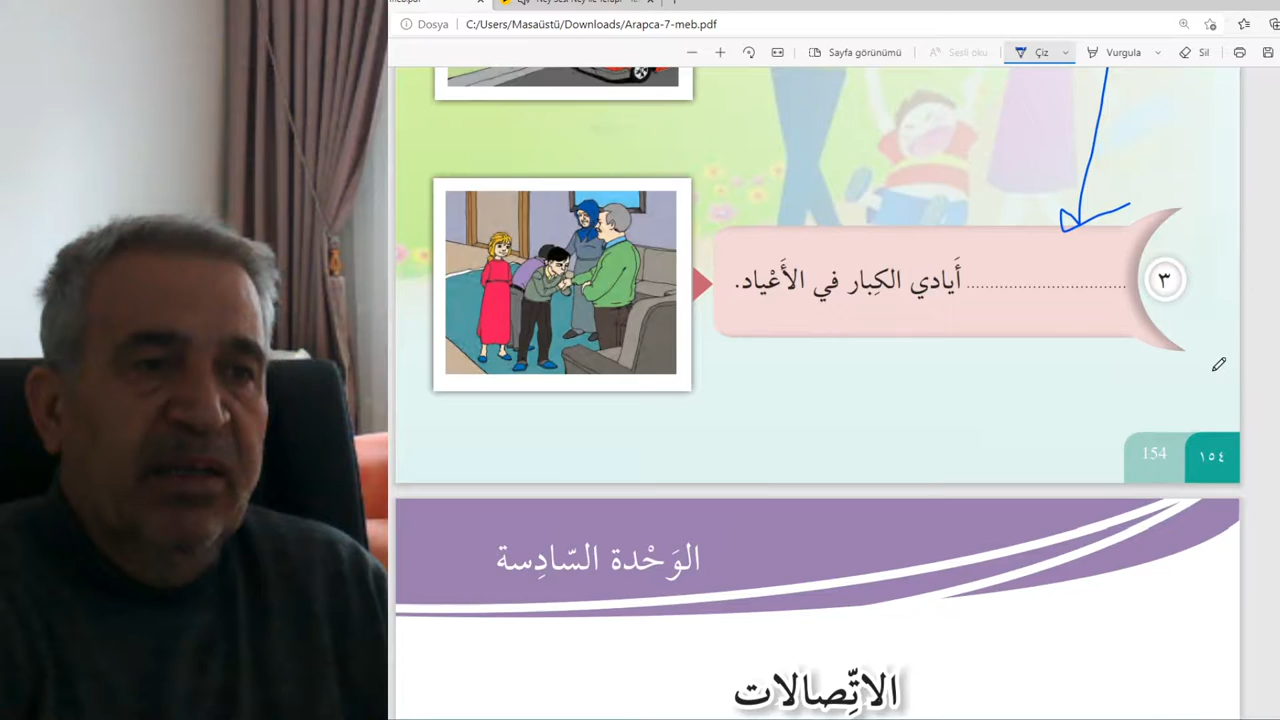 Dosya C:/Users/Masaüstü/Downloads/Arapca-7-meb.pdf
Sayfa görünümü Sesli oku Çiz Vurgula Sil
٣ .............................. أَيادي الكِبار في الأَعْياد.
154 ١٥٤
الوَحْدة السّادِسة
الاتِّصالات